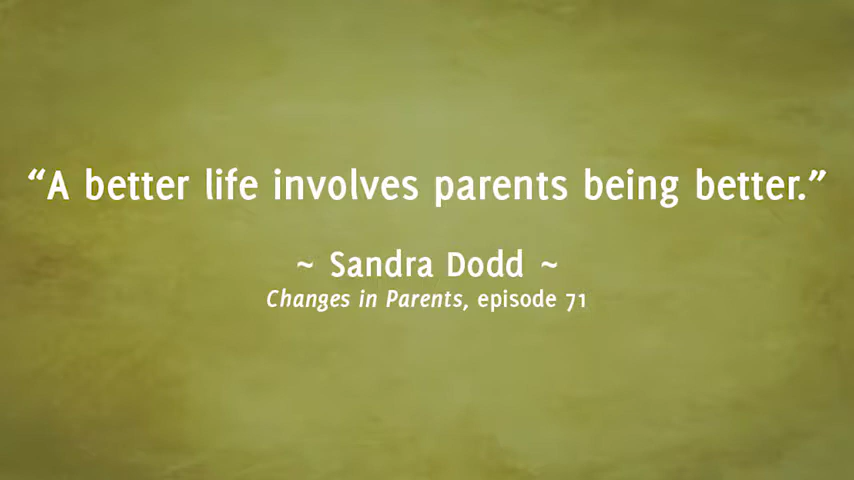 “A better life involves parents being better.”
~ Sandra Dodd ~
Changes in Parents, episode 71